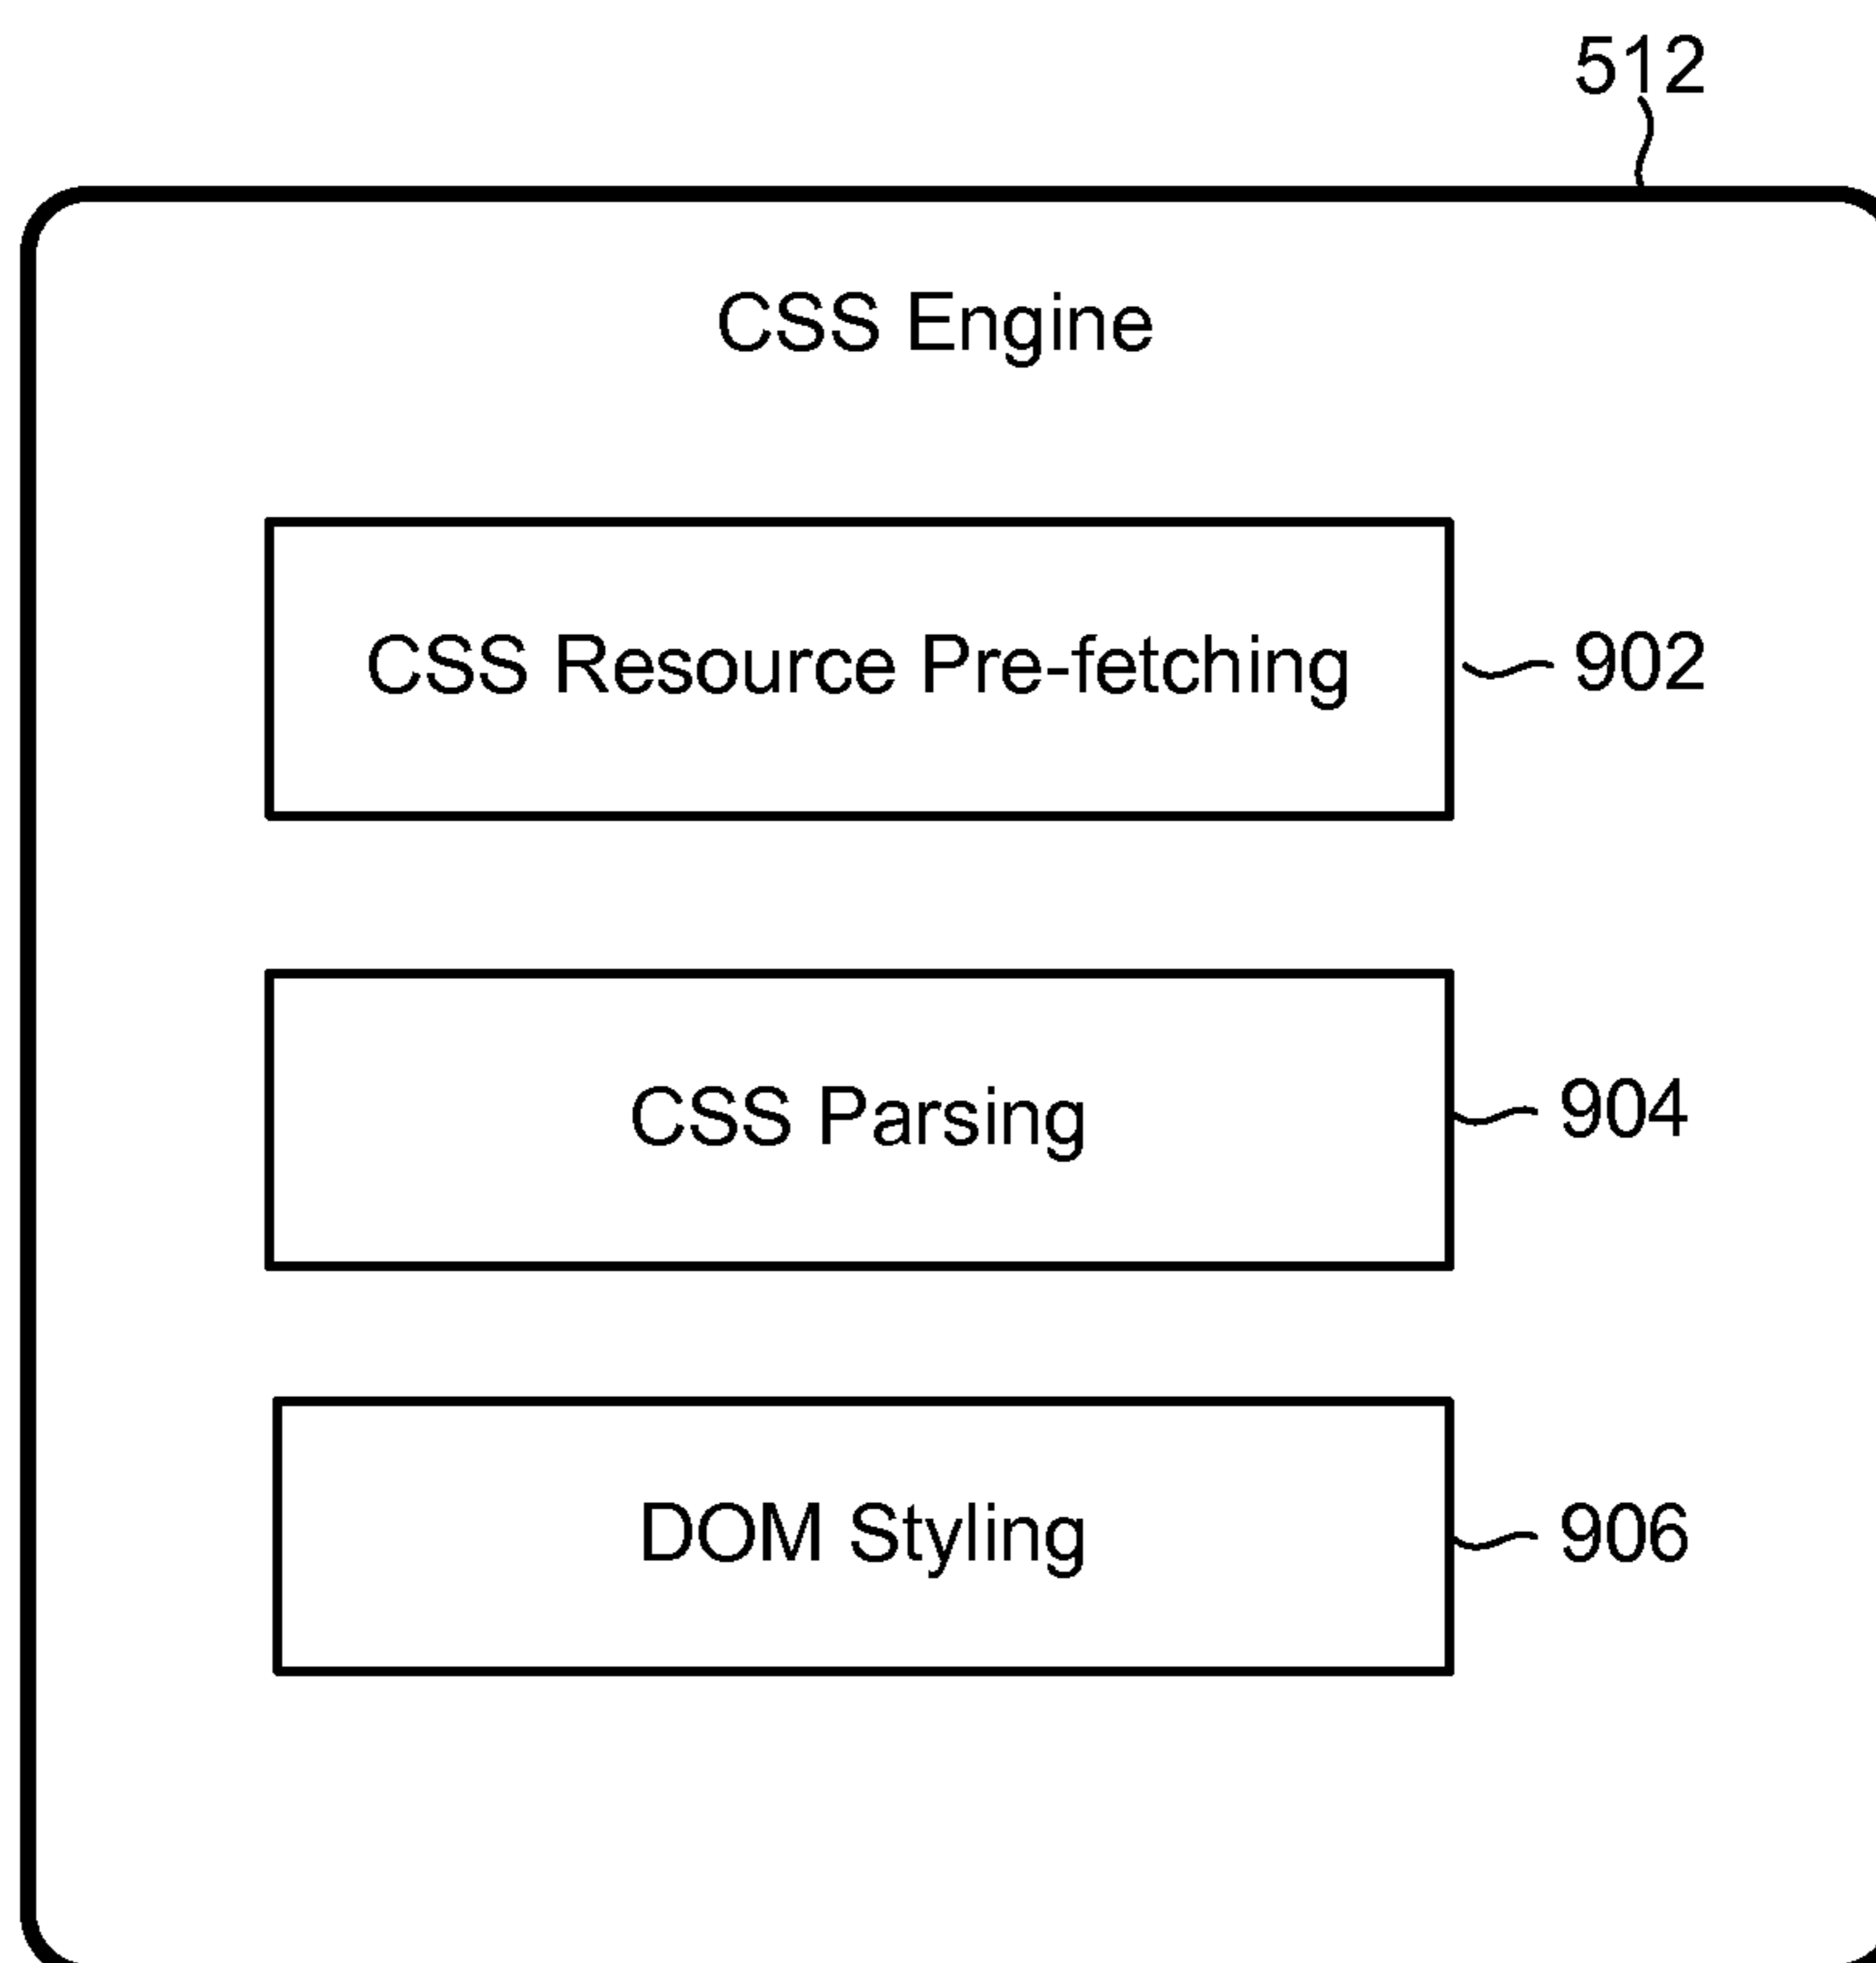 512
CSS Engine
CSS Resource Pre-fetching
902
CSS Parsing
904
DOM Styling
906